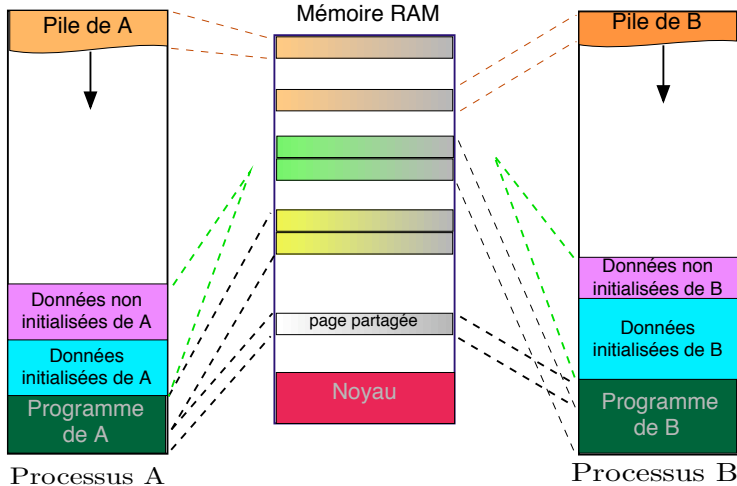 Pile de A
Mémoire RAM
Pile de B
Données non
initialisées de A
Données
initialisées de A
Programme
de A
page partagée
Noyau
Données non
initialisées de B
Données
initialisées de B
Programme
de B
Processus A
Processus B